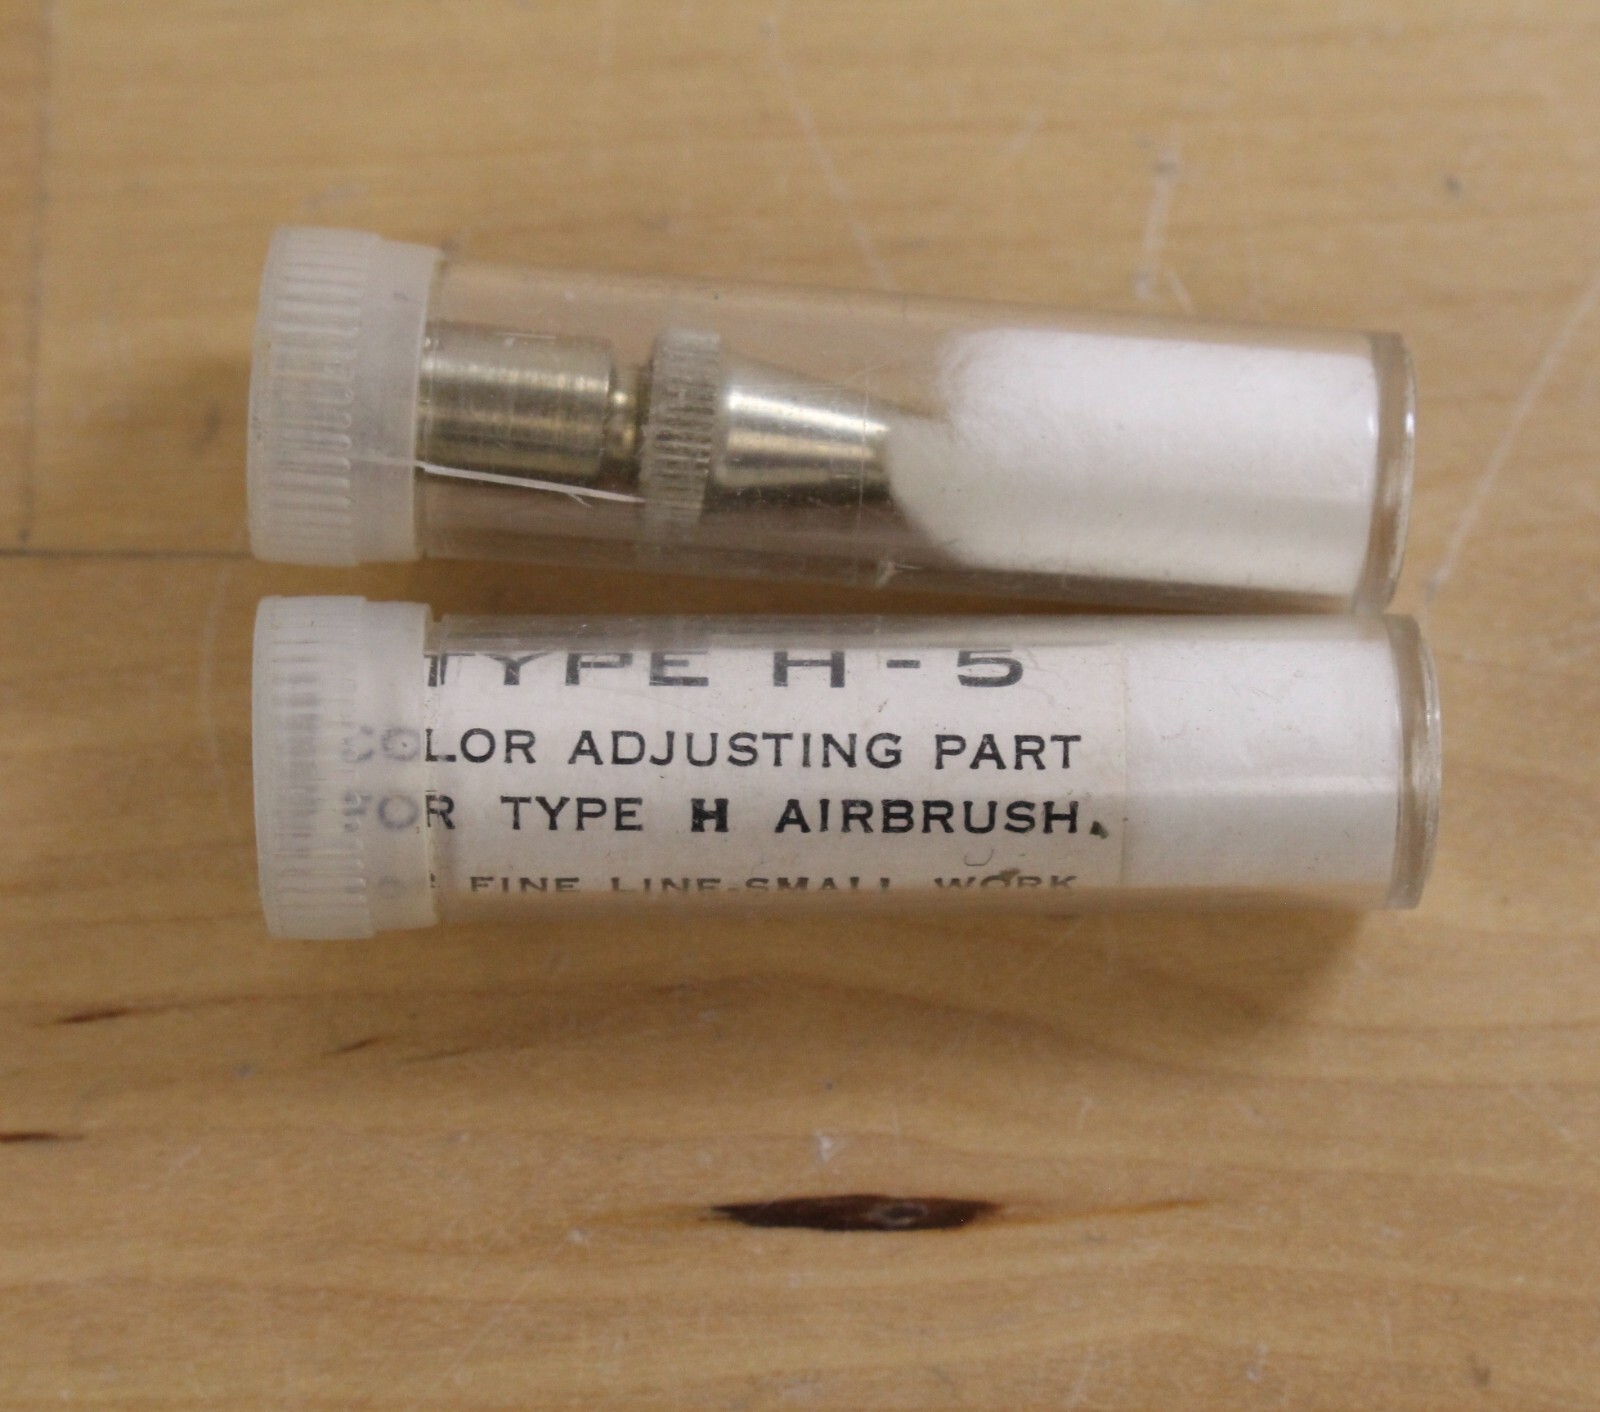 TYPE H-5
COLOR ADJUSTING PART
FOR TYPE H AIRBRUSH.
FINE LINE-SMALL WORK